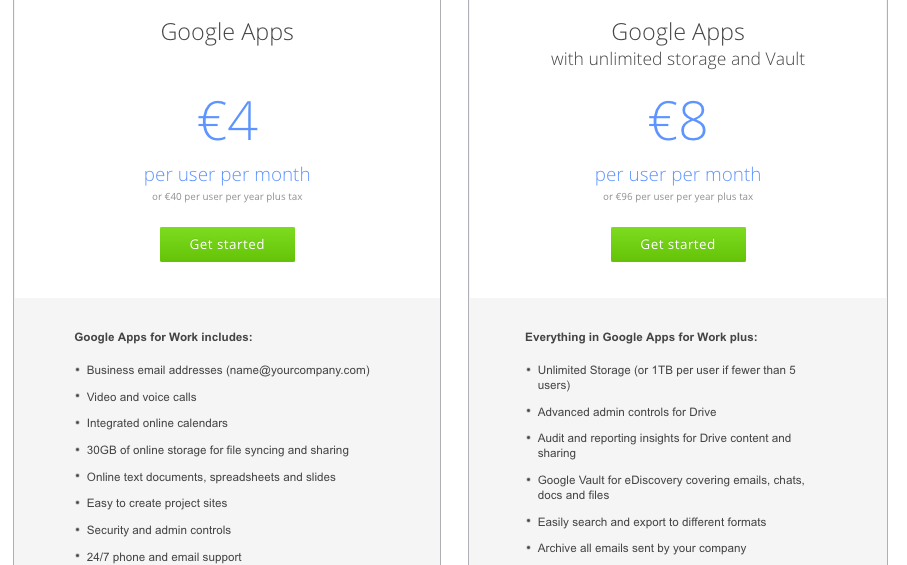 Google Apps
€4
per user per month
or €40 per user per year plus tax
Get started
Google Apps for Work includes:
• Business email addresses (name@yourcompany.com)
• Video and voice calls
• Integrated online calendars
• 30GB of online storage for file syncing and sharing
• Online text documents, spreadsheets and slides
• Easy to create project sites
• Security and admin controls
• 24/7 phone and email support
Google Apps
with unlimited storage and Vault
€8
per user per month
or €96 per user per year plus tax
Get started
Everything in Google Apps for Work plus:
• Unlimited Storage (or 1TB per user if fewer than 5
users)
• Advanced admin controls for Drive
• Audit and reporting insights for Drive content and
sharing
• Google Vault for eDiscovery covering emails, chats,
docs and files
• Easily search and export to different formats
• Archive all emails sent by your company